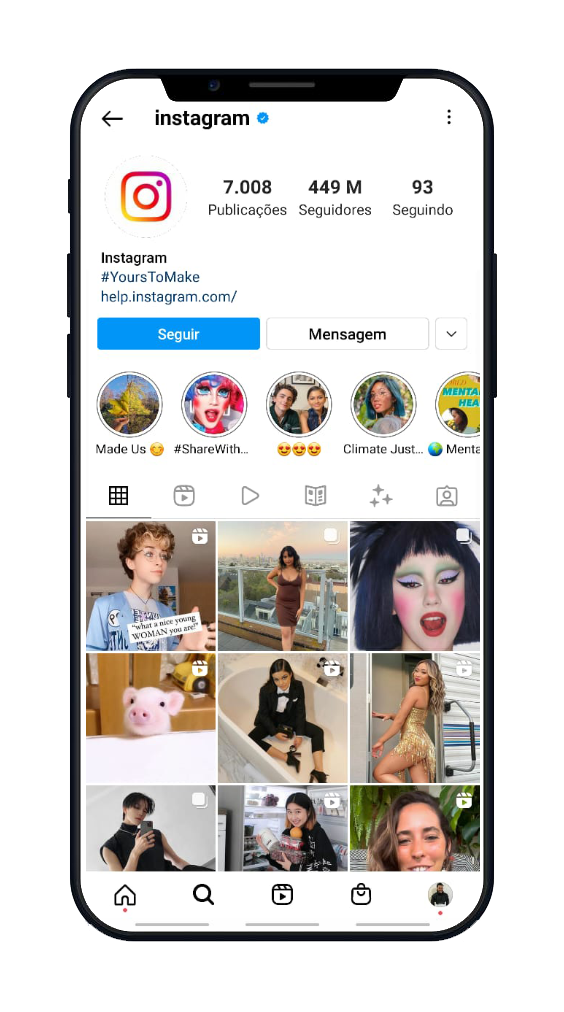 instagram
7.008 449 M 93
Publicações Seguidores Seguindo
Instagram
#YoursToMake
help.instagram.com/
Seguir Mensagem
MENTA
HEA
Made Us 😊 #ShareWith... 😍😍😍 Climate Just... 🌎 Menta
"what a nice young
WOMAN you are!"